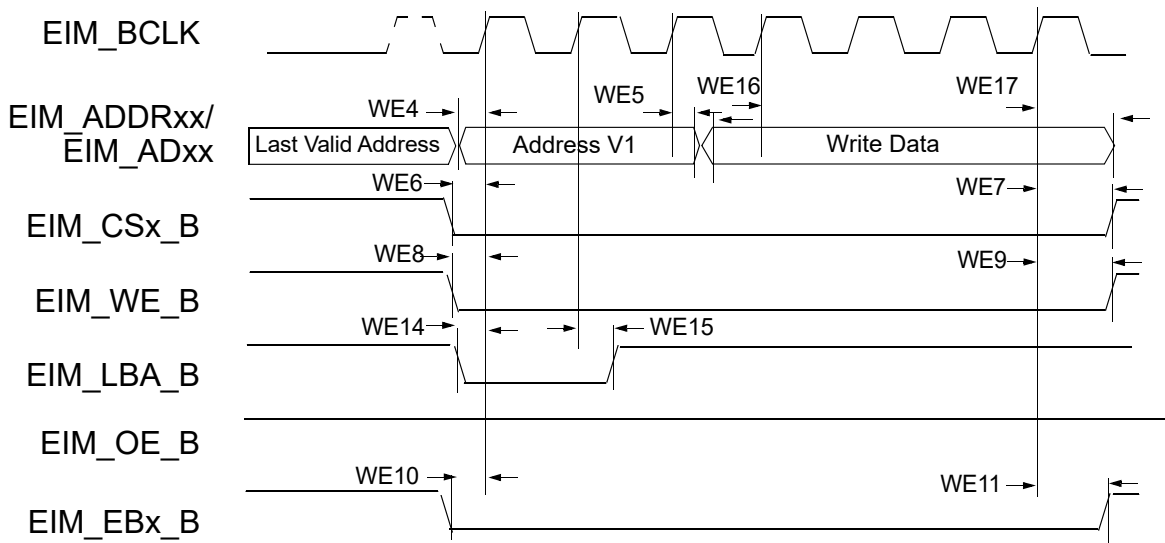 EIM_BCLK
WE4
WE5
WE16
WE17
EIM_ADDRxx/
EIM_ADxx
Last Valid Address
Address V1
Write Data
WE6
WE7
EIM_CSx_B
WE8
WE9
EIM_WE_B
WE14
WE15
EIM_LBA_B
EIM_OE_B
WE10
WE11
EIM_EBx_B